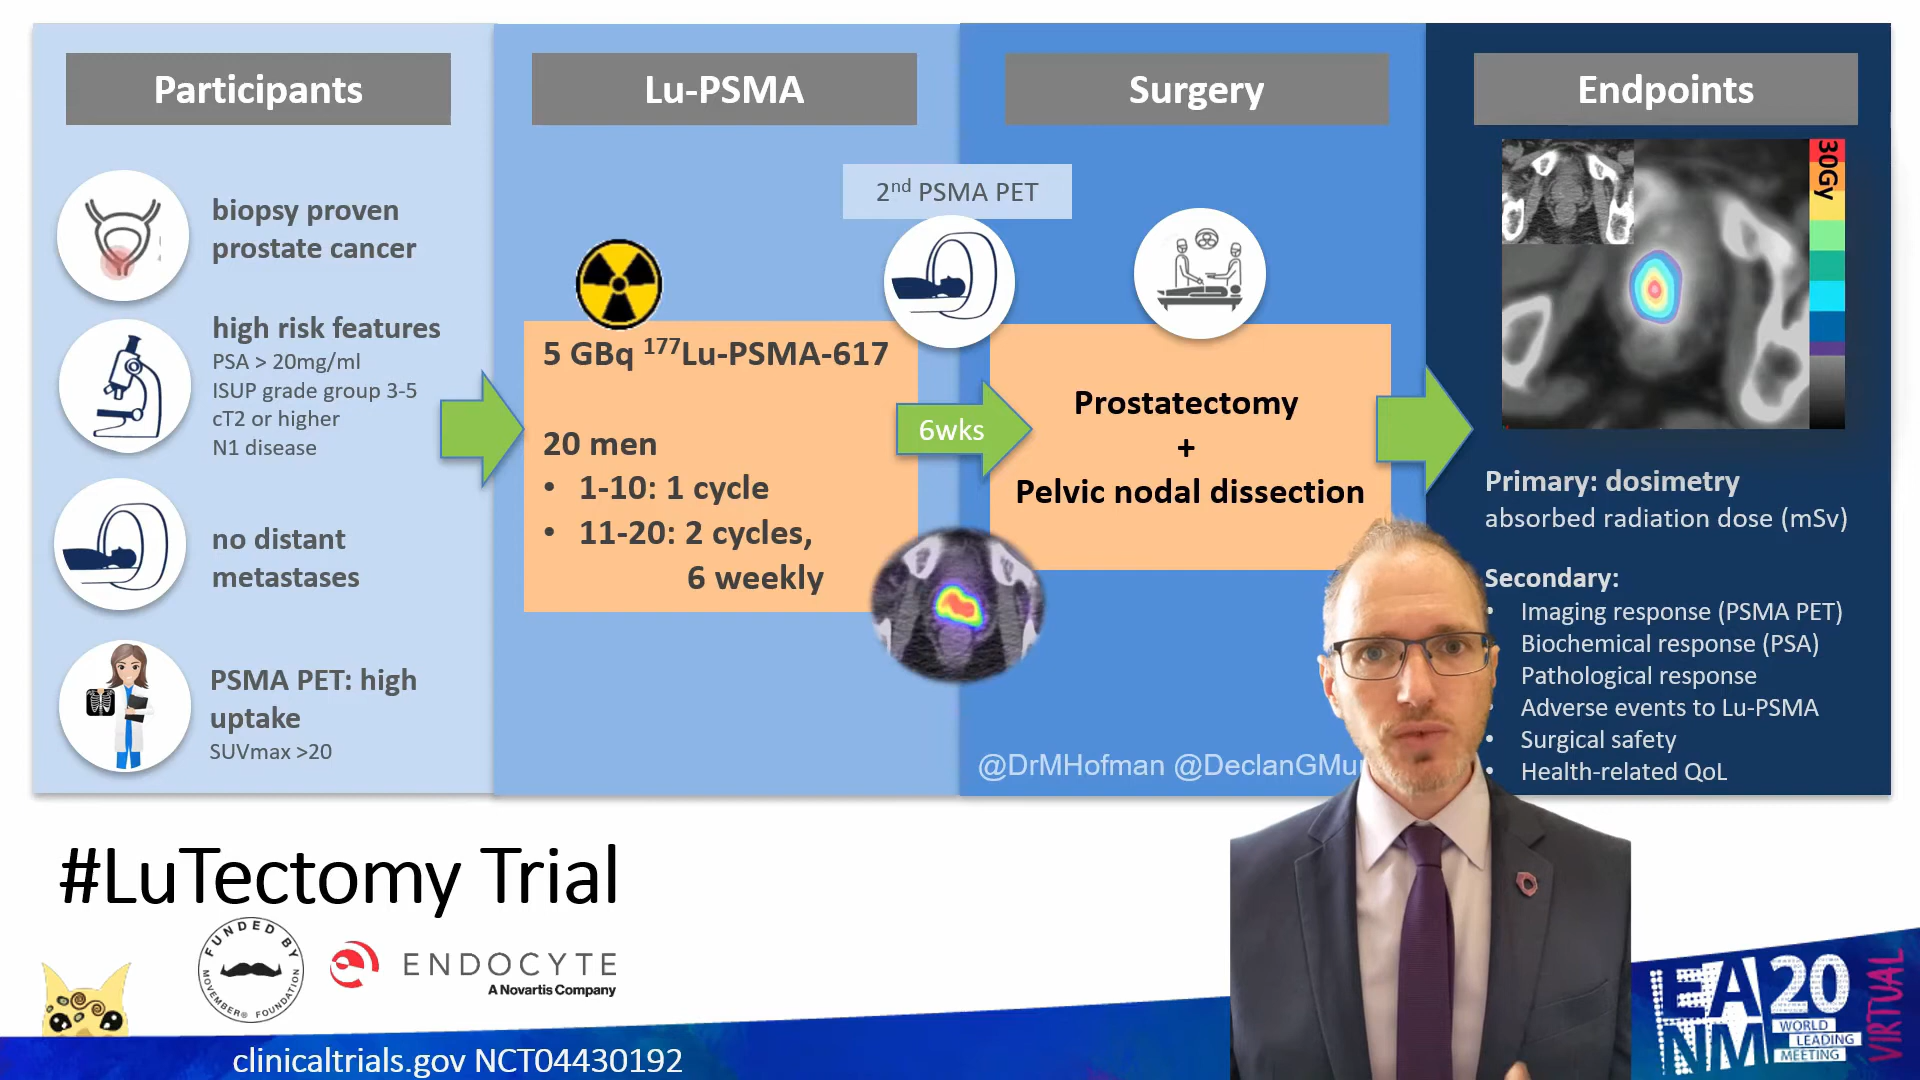 Participants
biopsy proven
prostate cancer
high risk features
PSA > 20mg/ml
ISUP grade group 3-5
cT2 or higher
N1 disease
no distant
metastases
PSMA PET: high
uptake
SUVmax >20
Lu-PSMA
5 GBq 177Lu-PSMA-617
20 men
• 1-10: 1 cycle
• 11-20: 2 cycles,
6 weekly
2nd PSMA PET
6wks
Surgery
Prostatectomy
+
Pelvic nodal dissection
@DrMHofman @DeclanGMu
Endpoints
30Gy
Primary: dosimetry
absorbed radiation dose (mSv)
Secondary:
• Imaging response (PSMA PET)
Biochemical response (PSA)
Pathological response
• Adverse events to Lu-PSMA
• Surgical safety
• Health-related QoL
#LuTectomy Trial
FUNDED BY
MOVEMBER® FOUNDATION
ENDOCYTE
A Novartis Company
clinicaltrials.gov NCT04430192
EANM
20
WORLD
LEADING
MEETING
VIRTUAL